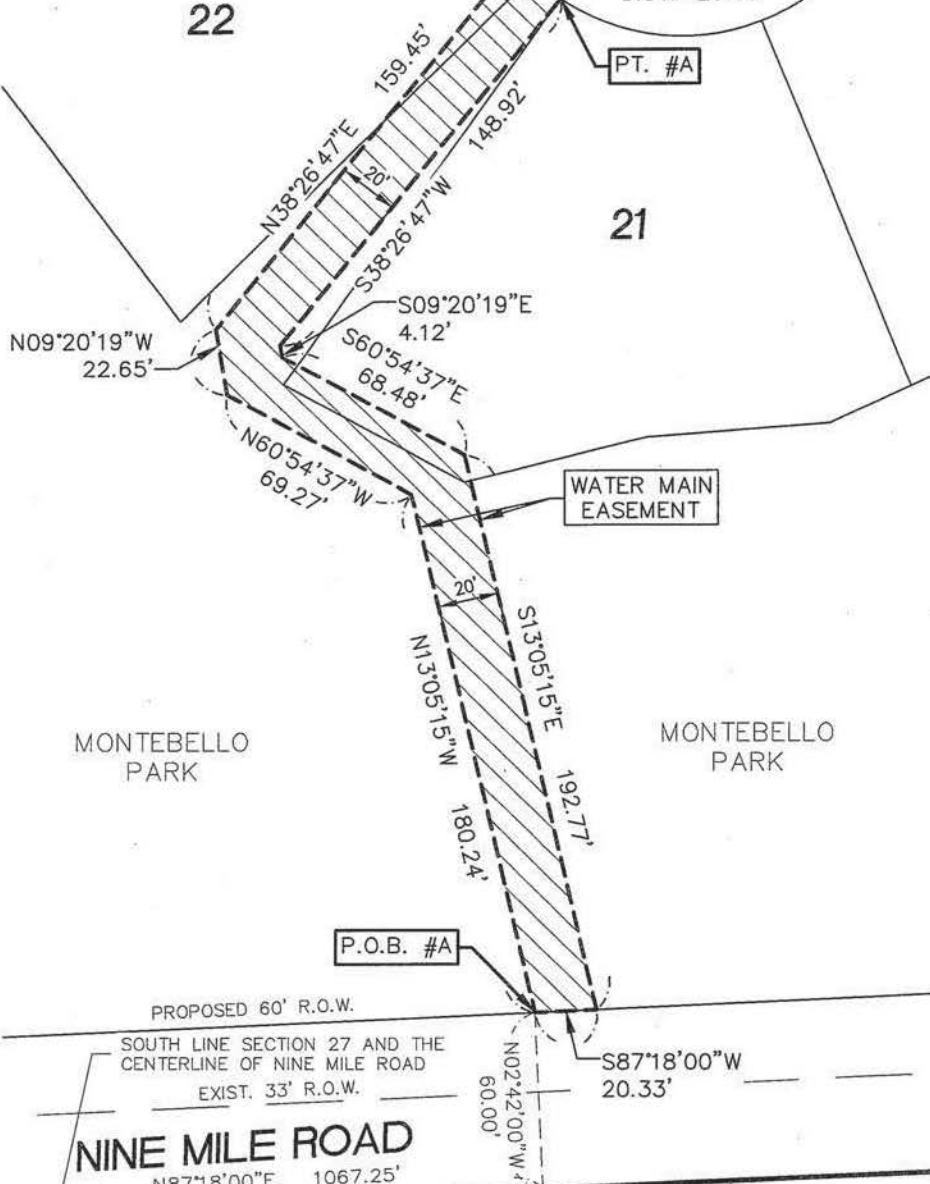 22
159.45'
PT. #A
148.92'
N38°26'47"E
20'
S38°26'47"W
21
S09°20'19"E
4.12'
N09°20'19"W
22.65'
S60°54'37"E
68.48'
N60°54'37"W
69.27'
WATER MAIN
EASEMENT
20'
N13°05'15"W
180.24'
S13°05'15"E
192.77'
MONTEBELLO
PARK
MONTEBELLO
PARK
P.O.B. #A
PROPOSED 60' R.O.W.
SOUTH LINE SECTION 27 AND THE
CENTERLINE OF NINE MILE ROAD
EXIST. 33' R.O.W.
S87°18'00"W
20.33'
N02°42'00"W
60.00'
NINE MILE ROAD
N87°18'00"E 1067.25'